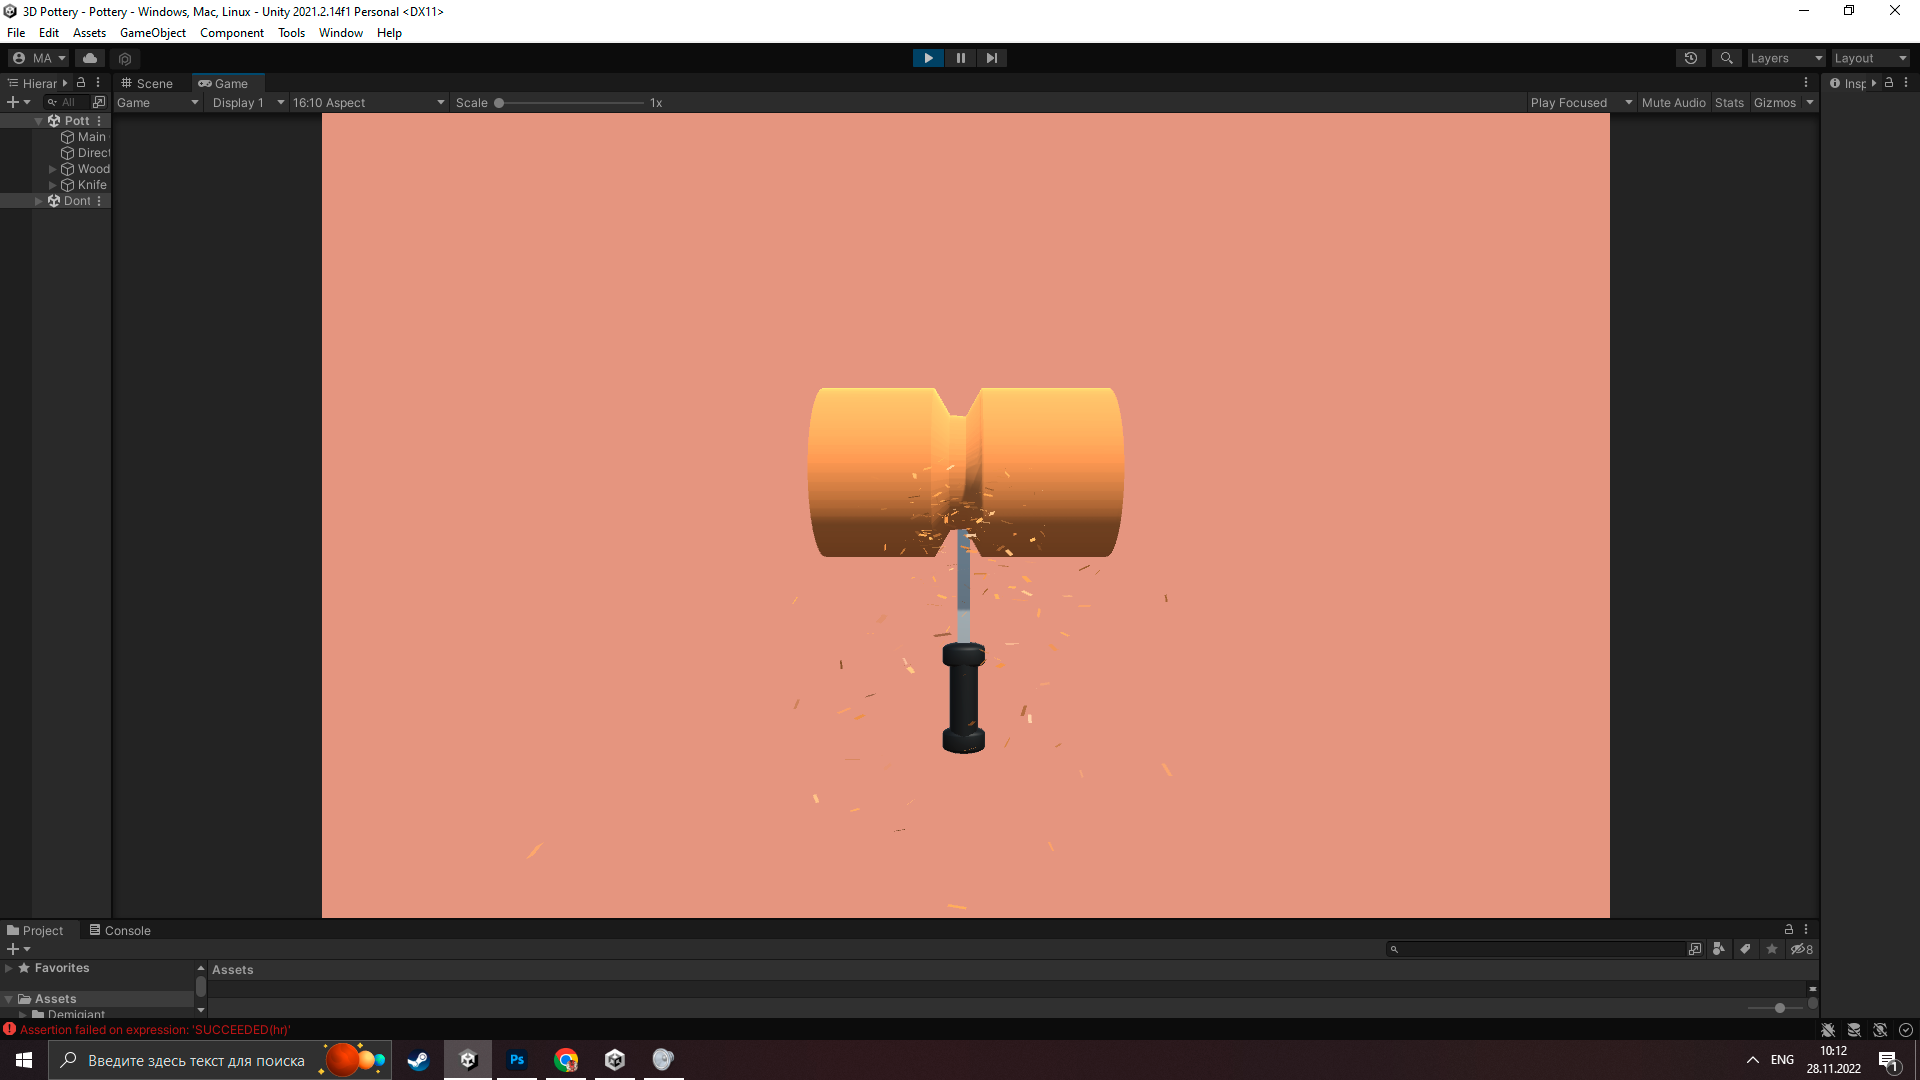 3D Pottery - Pottery - Windows, Mac, Linux - Unity 2021.2.14f1 Personal <DX11>
File Edit Assets GameObject Component Tools Window Help
MA Layers Layout
Hierar Scene Game Insp
All Game Display 1 16:10 Aspect Scale 1x Play Focused Mute Audio Stats Gizmos
Pott
Main
Direct
Wood
Knife
Dont
Project Console
8
Favorites
Assets
Assets
Demigiant
Assertion failed on expression: 'SUCCEEDED(hr)'
Введите здесь текст для поиска
Ps
ENG
10:12
28.11.2022
1